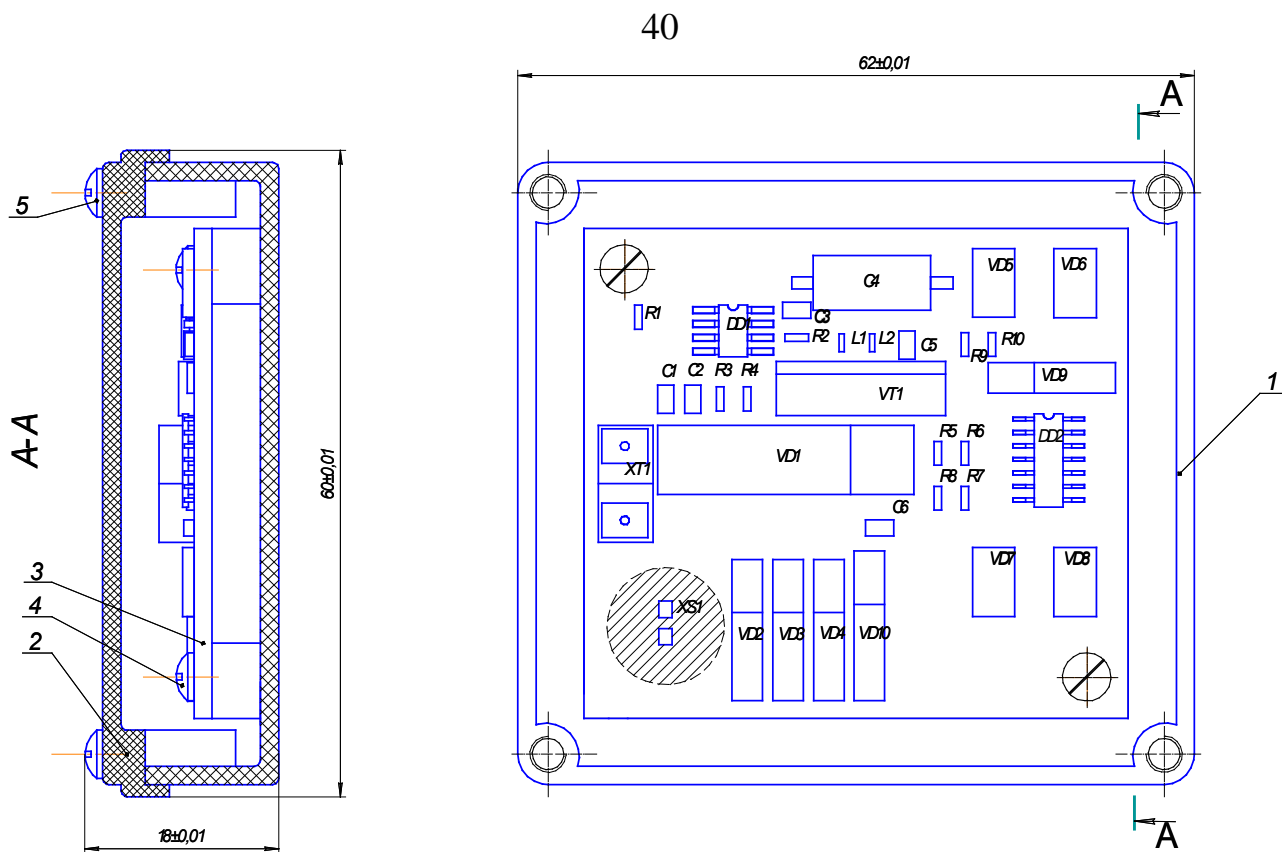 40
62±0,01
A
5
VD5
VD6
C4
R1
DD1
C3
R2
L1
L2
C5
R9
R10
C1
C2
R3
R4
VT1
VD9
1
A-A
60±0,01
XT1
VD1
R5
R6
DD2
R8
R7
C6
3
4
2
VD7
VD8
XS1
VD2
VD3
VD4
VD10
18±0,01
A